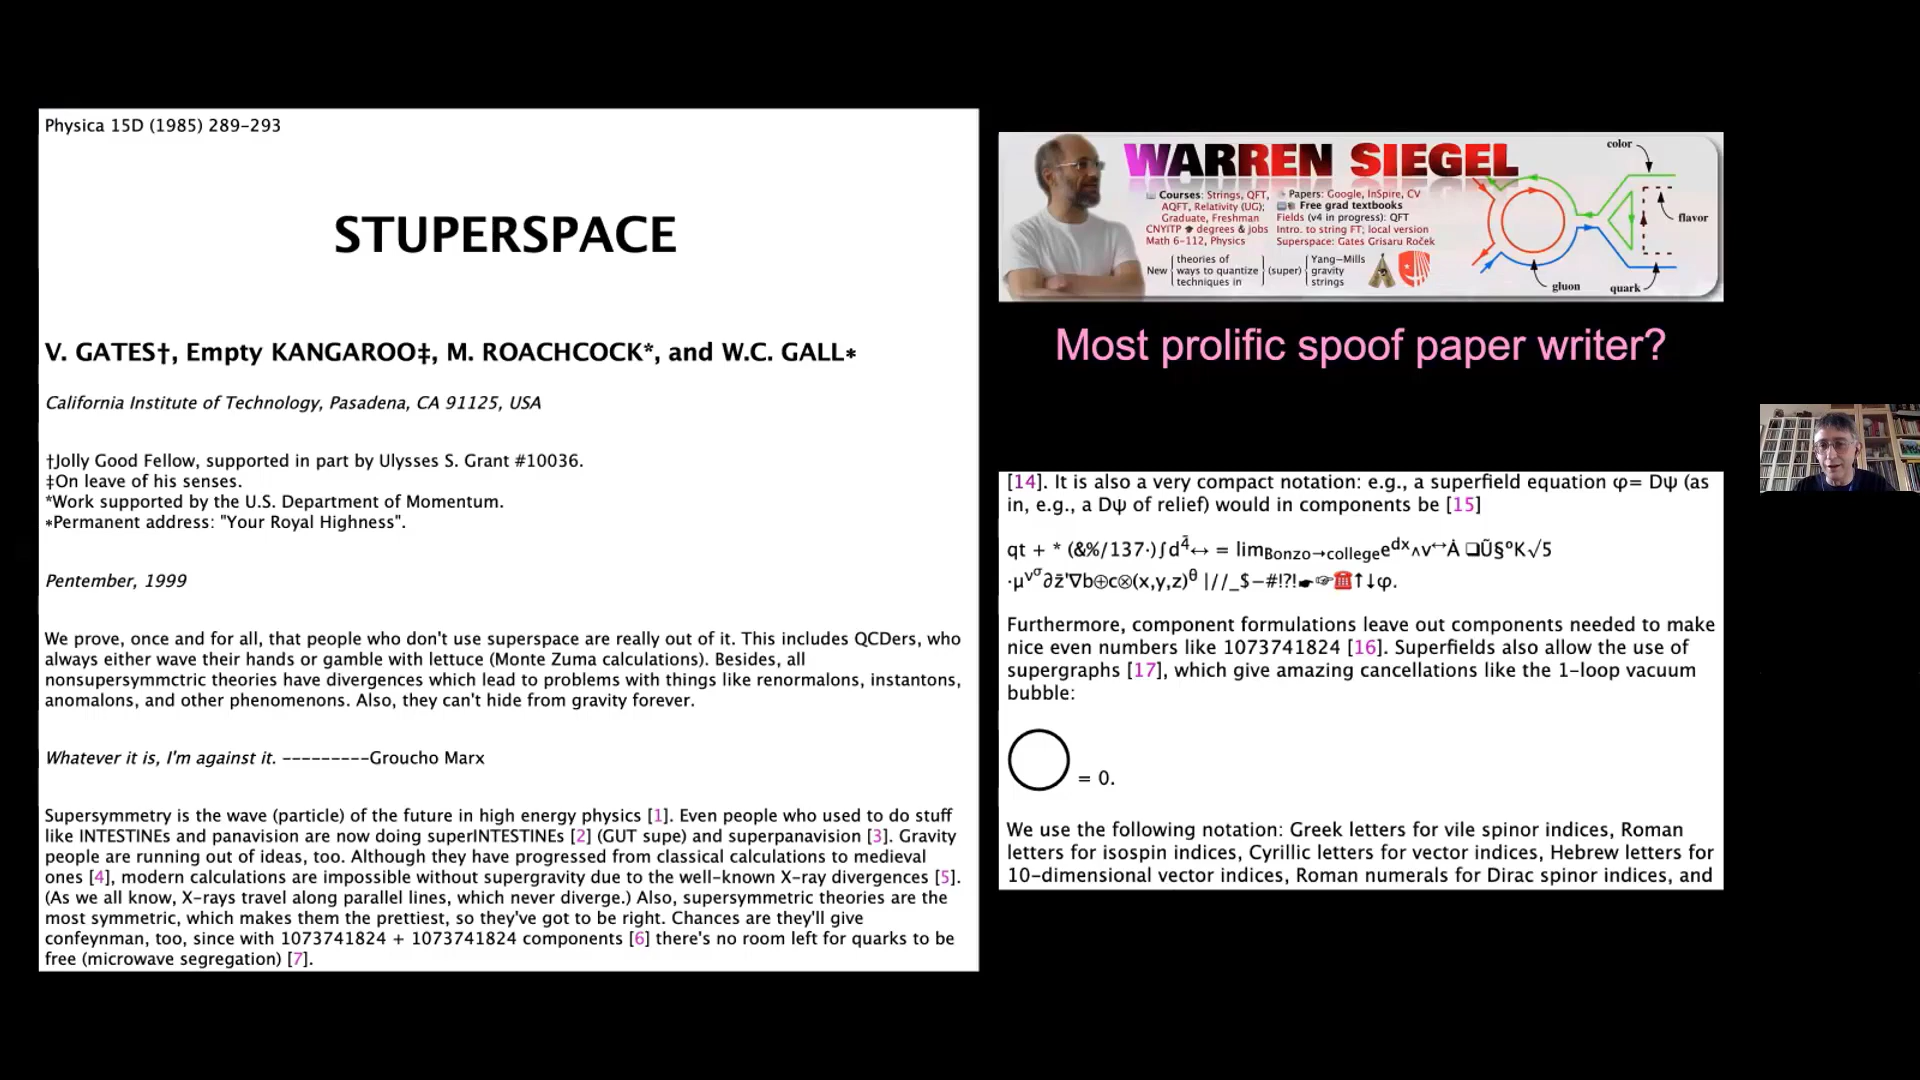 Physica 15D (1985) 289-293
STUPERSPACE
V. GATES†, Empty KANGAROO‡, M. ROACHCOCK*, and W.C. GALL∗
California Institute of Technology, Pasadena, CA 91125, USA
†Jolly Good Fellow, supported in part by Ulysses S. Grant #10036.
‡On leave of his senses.
*Work supported by the U.S. Department of Momentum.
∗Permanent address: "Your Royal Highness".
Pentember, 1999
We prove, once and for all, that people who don't use superspace are really out of it. This includes QCDers, who
always either wave their hands or gamble with lettuce (Monte Zuma calculations). Besides, all
nonsupersymmctric theories have divergences which lead to problems with things like renormalons, instantons,
anomalons, and other phenomenons. Also, they can't hide from gravity forever.
Whatever it is, I'm against it. ---------Groucho Marx
Supersymmetry is the wave (particle) of the future in high energy physics [1]. Even people who used to do stuff
like INTESTINEs and panavision are now doing superINTESTINEs [2] (GUT supe) and superpanavision [3]. Gravity
people are running out of ideas, too. Although they have progressed from classical calculations to medieval
ones [4], modern calculations are impossible without supergravity due to the well-known X-ray divergences [5].
(As we all know, X-rays travel along parallel lines, which never diverge.) Also, supersymmetric theories are the
most symmetric, which makes them the prettiest, so they've got to be right. Chances are they'll give
confeynman, too, since with 1073741824 + 1073741824 components [6] there's no room left for quarks to be
free (microwave segregation) [7].
WARREN SIEGEL
Courses: Strings, QFT,
AQFT, Relativity (UG);
Graduate, Freshman
CNYITP degrees & jobs
Math 6-112, Physics
Papers: Google, InSpire, CV
Free grad textbooks
Fields (v4 in progress): QFT
Intro. to string FT; local version
Superspace: Gates Grisaru Roček
New
theories of
ways to quantize
techniques in
(super)
Yang-Mills
gravity
strings
color
flavor
gluon
quark
Most prolific spoof paper writer?
[14]. It is also a very compact notation: e.g., a superfield equation φ= Dψ (as
in, e.g., a Dψ of relief) would in components be [15]
qt + * (&%/137·)∫d4̃↔ = limBonzo→collegeedx∧v↔Ȧ ❑Ũ§ºK√5
·μνσ∂z̄'∇b⊕c⊗(x,y,z)θ |//_$−#!?!☛☞☎↑↓φ.
Furthermore, component formulations leave out components needed to make
nice even numbers like 1073741824 [16]. Superfields also allow the use of
supergraphs [17], which give amazing cancellations like the 1-loop vacuum
bubble:
= 0.
We use the following notation: Greek letters for vile spinor indices, Roman
letters for isospin indices, Cyrillic letters for vector indices, Hebrew letters for
10-dimensional vector indices, Roman numerals for Dirac spinor indices, and